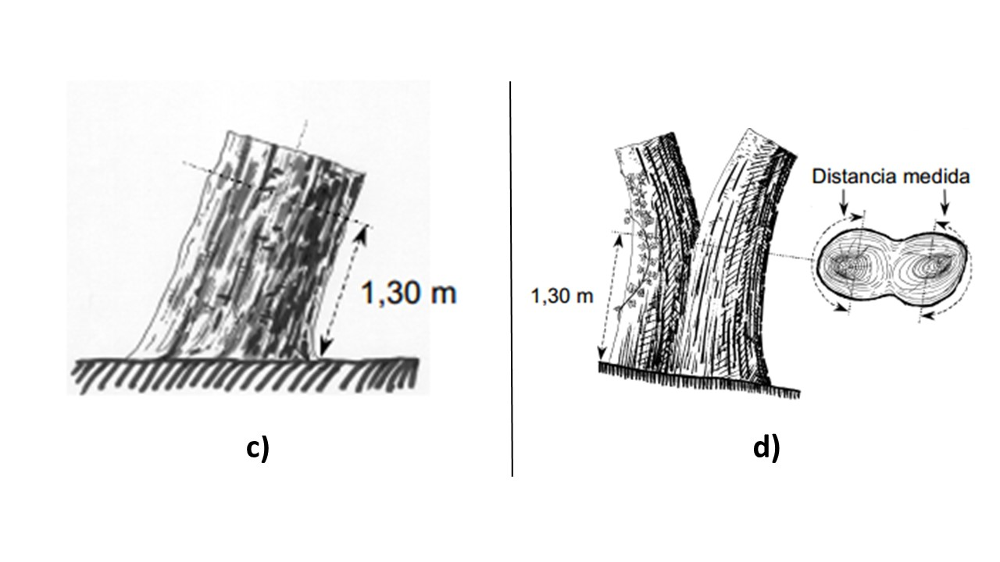 1,30 m
c)
Distancia medida
1,30 m
d)